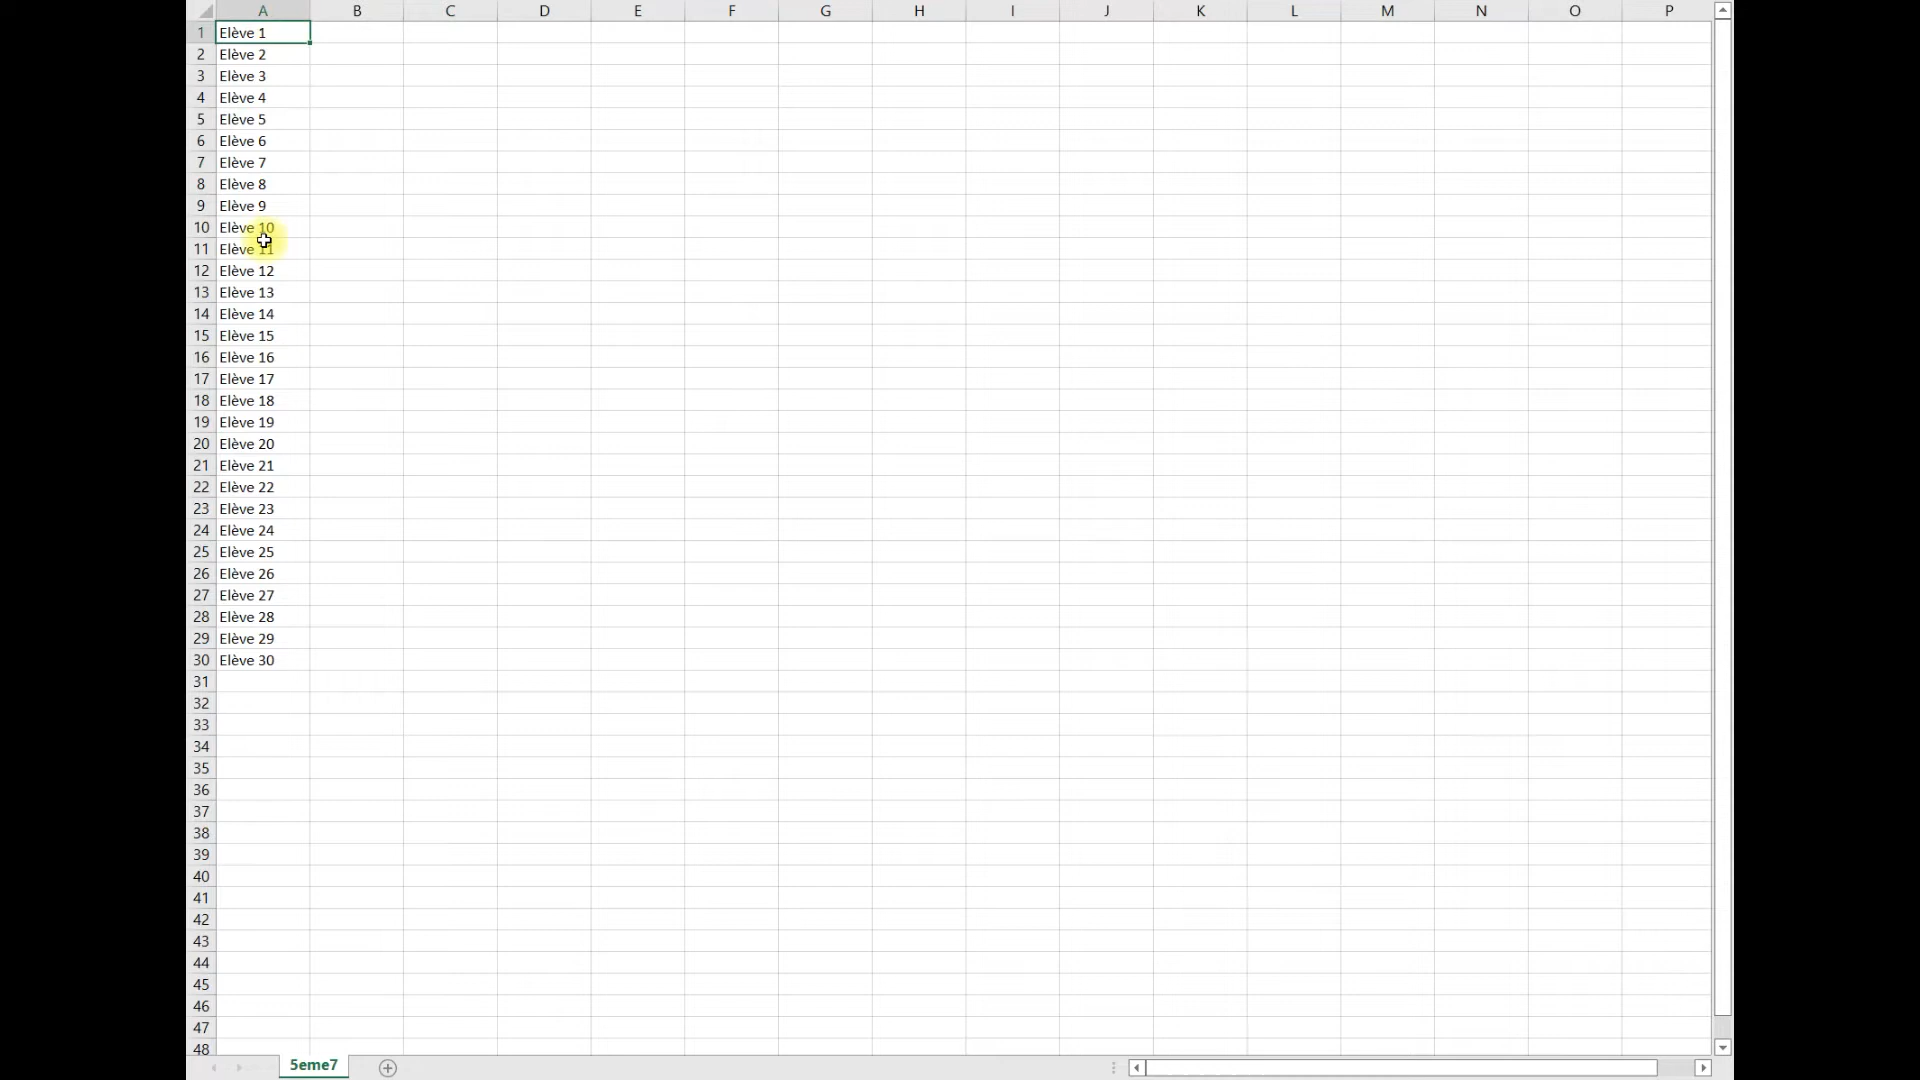 A B C D E F G H I J K L M N O P
1 Elève 1
2 Elève 2
3 Elève 3
4 Elève 4
5 Elève 5
6 Elève 6
7 Elève 7
8 Elève 8
9 Elève 9
10 Elève 10
11 Elève 11
12 Elève 12
13 Elève 13
14 Elève 14
15 Elève 15
16 Elève 16
17 Elève 17
18 Elève 18
19 Elève 19
20 Elève 20
21 Elève 21
22 Elève 22
23 Elève 23
24 Elève 24
25 Elève 25
26 Elève 26
27 Elève 27
28 Elève 28
29 Elève 29
30 Elève 30
31
32
33
34
35
36
37
38
39
40
41
42
43
44
45
46
47
48
5eme7